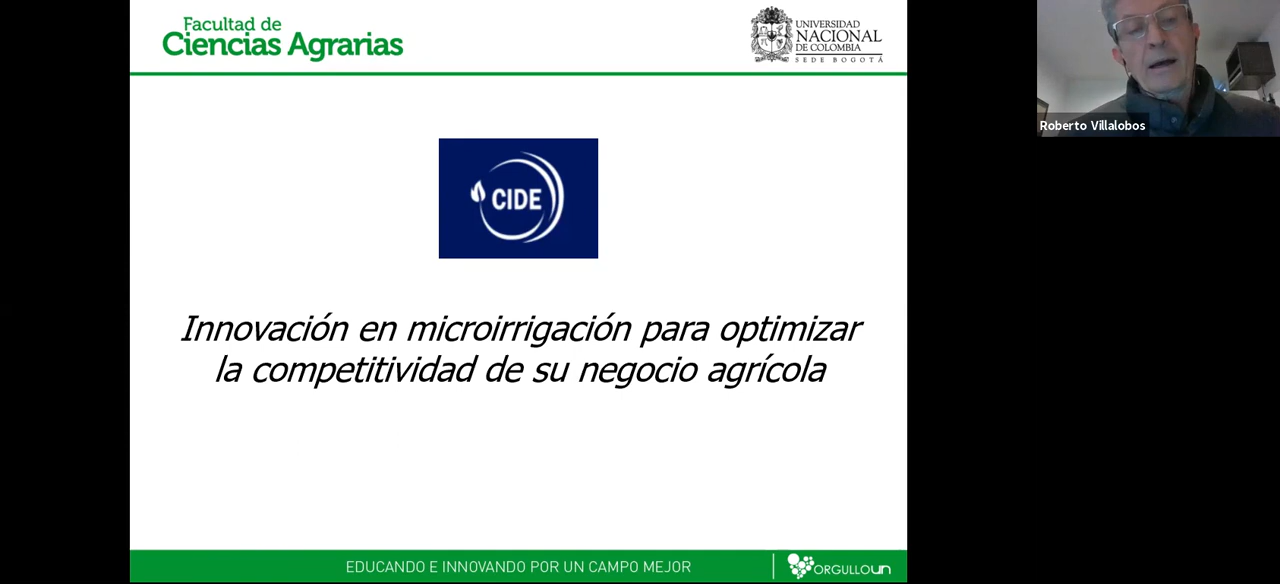 Facultad de
Ciencias Agrarias
UNIVERSIDAD
NACIONAL
DE COLOMBIA
SEDE BOGOTÁ
Roberto Villalobos
CIDE
Innovación en microirrigación para optimizar
la competitividad de su negocio agrícola
EDUCANDO E INNOVANDO POR UN CAMPO MEJOR
ORGULLOUN